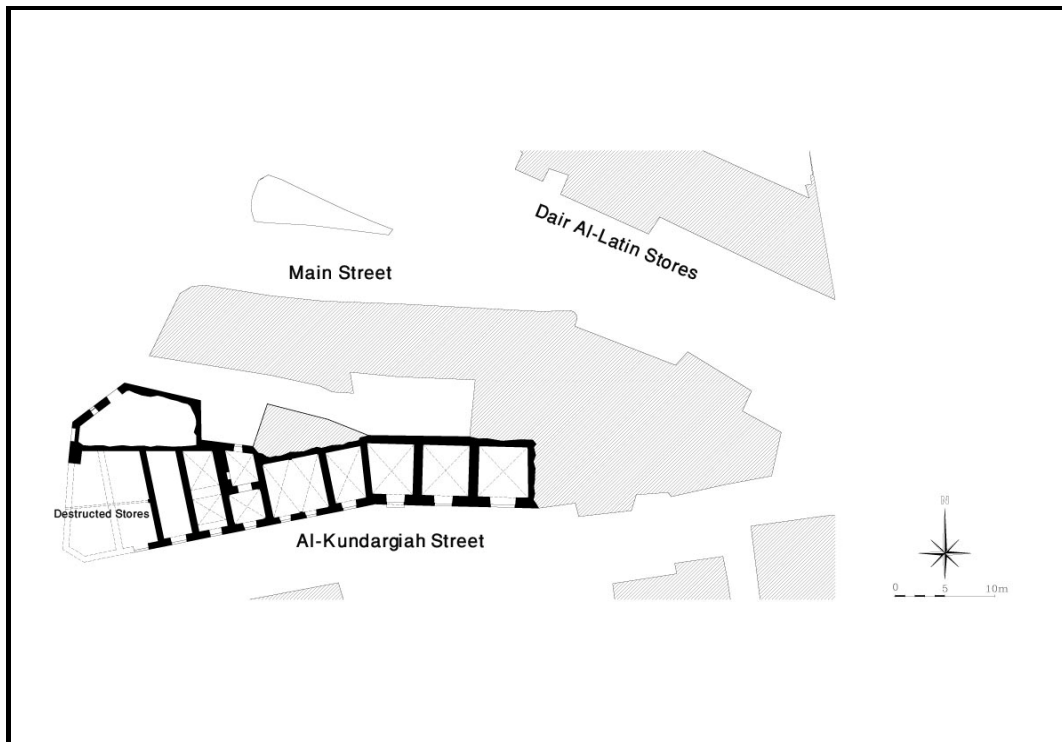 Dair Al-Latin Stores
Main Street
Destructed Stores
Al-Kundargiah Street
N
0 5 10m